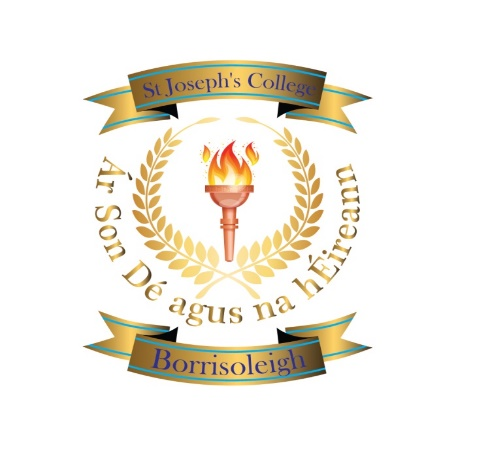 St Joseph's College
Ár Son Dé agus na hÉireann
Borrisoleigh